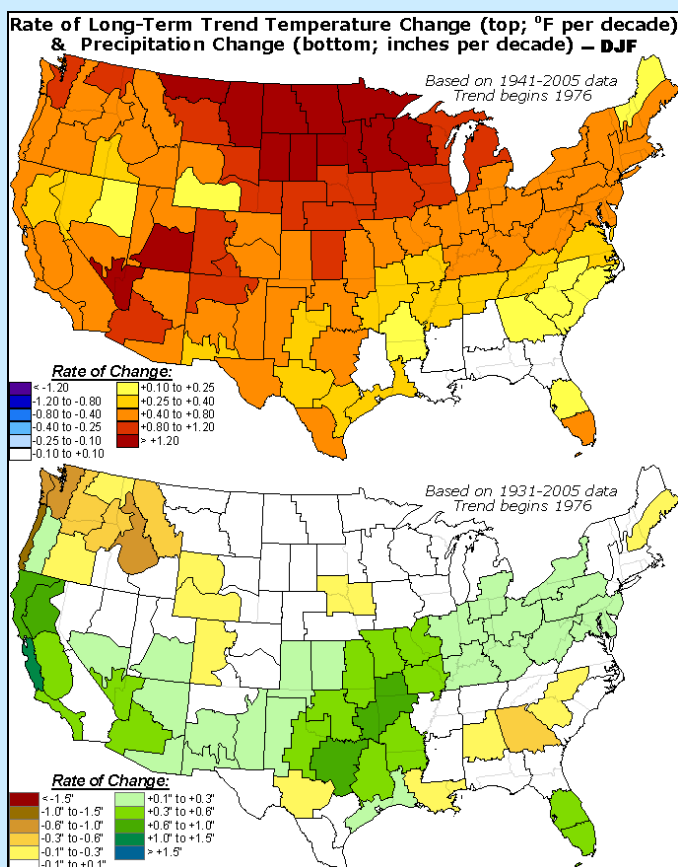 Rate of Long-Term Trend Temperature Change (top; ⁰F per decade)
& Precipitation Change (bottom; inches per decade) – DJF
Based on 1941-2005 data
Trend begins 1976
Rate of Change:
< -1.20
-1.20 to -0.80
-0.80 to -0.40
-0.40 to -0.25
-0.25 to -0.10
-0.10 to +0.10
+0.10 to +0.25
+0.25 to +0.40
+0.40 to +0.80
+0.80 to +1.20
> +1.20
Based on 1931-2005 data
Trend begins 1976
Rate of Change:
< -1.5"
-1.0" to -1.5"
-0.6" to -1.0"
-0.3" to -0.6"
-0.1" to -0.3"
-0.1" to +0.1"
+0.1" to +0.3"
+0.3" to +0.6"
+0.6" to +1.0"
+1.0" to +1.5"
> +1.5"